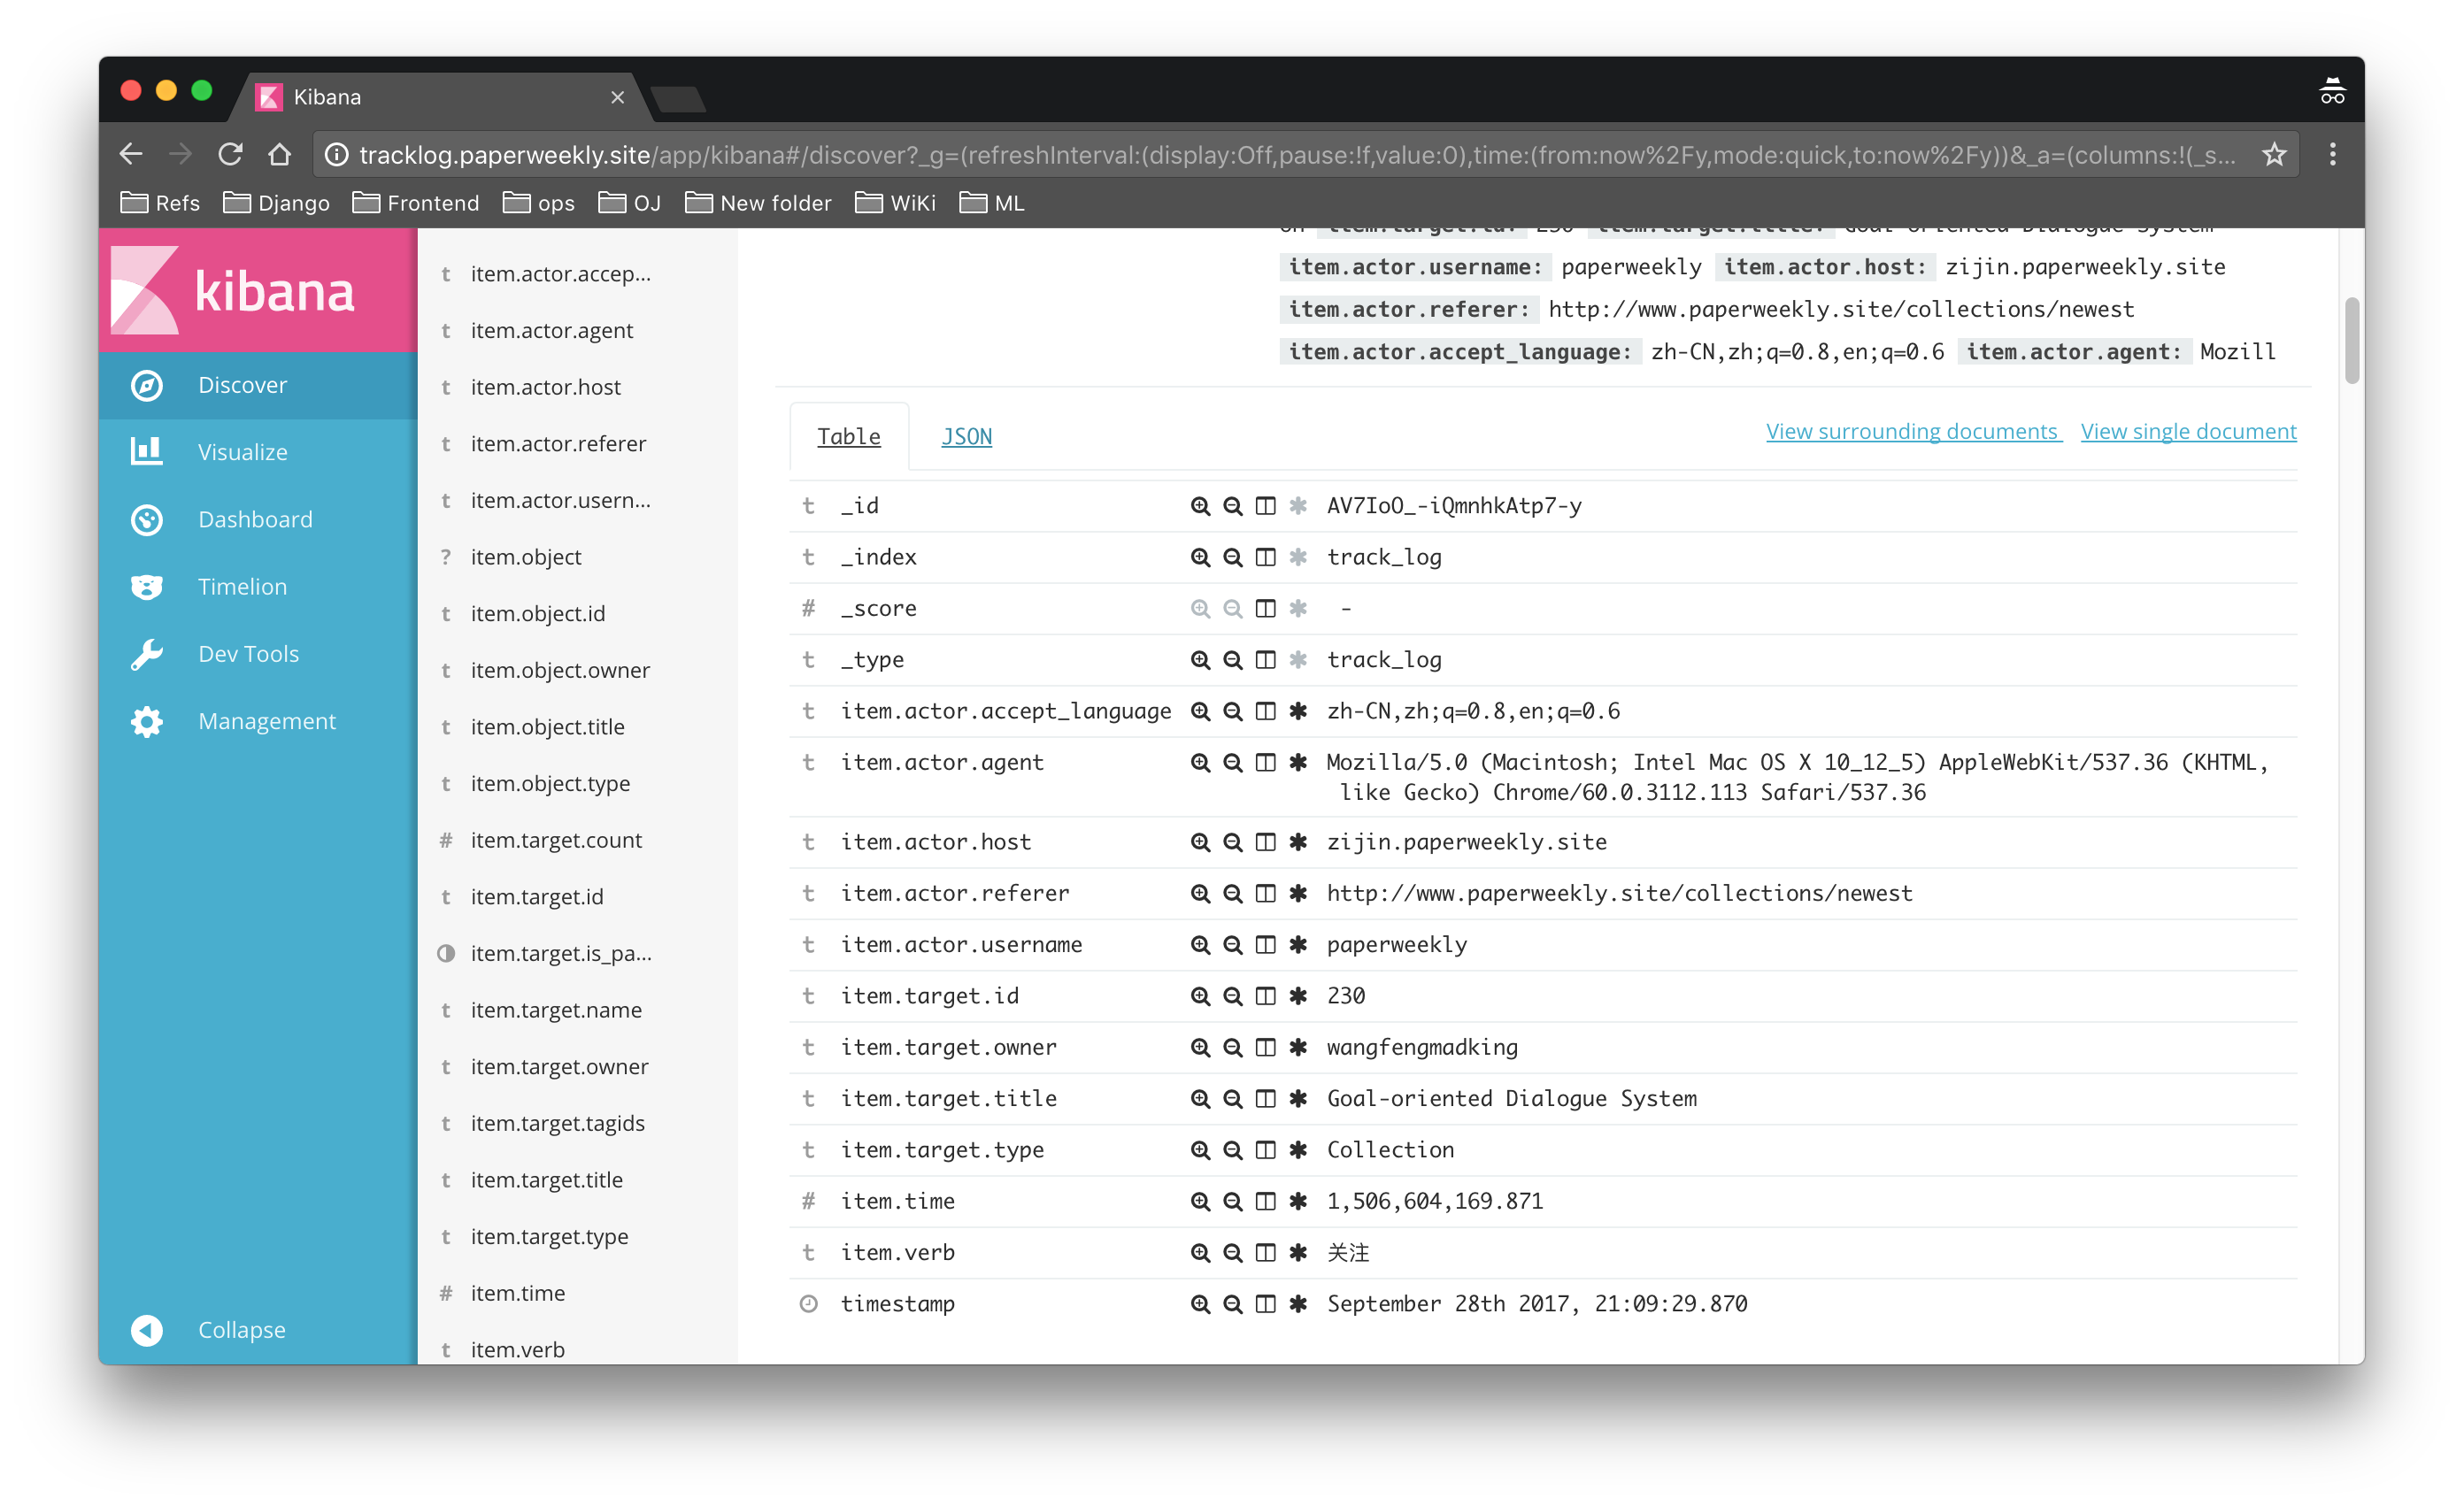 Kibana
tracklog.paperweekly.site/app/kibana#/discover?_g=(refreshInterval:(display:Off,pause:!f,value:0),time:(from:now%2Fy,mode:quick,to:now%2Fy))&_a=(columns:!(_s...
Refs Django Frontend ops OJ New folder WiKi ML
kibana
Discover
Visualize
Dashboard
Timelion
Dev Tools
Management
Collapse
t item.actor.accep...
t item.actor.agent
t item.actor.host
t item.actor.referer
t item.actor.usern...
? item.object
t item.object.id
t item.object.owner
t item.object.title
t item.object.type
# item.target.count
t item.target.id
item.target.is_pa...
t item.target.name
t item.target.owner
t item.target.tagids
t item.target.title
t item.target.type
# item.time
t item.verb
on item.target.id: 230 item.target.title: Goal-oriented Dialogue System
item.actor.username: paperweekly item.actor.host: zijin.paperweekly.site
item.actor.referer: http://www.paperweekly.site/collections/newest
item.actor.accept_language: zh-CN,zh;q=0.8,en;q=0.6 item.actor.agent: Mozill
Table JSON View surrounding documents View single document
t _id AV7IoO_-iQmnhkAtp7-y
t _index track_log
# _score -
t _type track_log
t item.actor.accept_language zh-CN,zh;q=0.8,en;q=0.6
t item.actor.agent Mozilla/5.0 (Macintosh; Intel Mac OS X 10_12_5) AppleWebKit/537.36 (KHTML,
like Gecko) Chrome/60.0.3112.113 Safari/537.36
t item.actor.host zijin.paperweekly.site
t item.actor.referer http://www.paperweekly.site/collections/newest
t item.actor.username paperweekly
t item.target.id 230
t item.target.owner wangfengmadking
t item.target.title Goal-oriented Dialogue System
t item.target.type Collection
# item.time 1,506,604,169.871
t item.verb 关注
timestamp September 28th 2017, 21:09:29.870